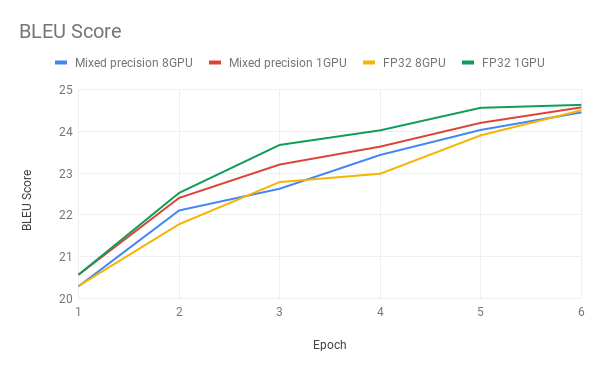 BLEU Score
Mixed precision 8GPU Mixed precision 1GPU FP32 8GPU FP32 1GPU
25
24
23
22
21
20
BLEU Score
1 2 3 4 5 6
Epoch